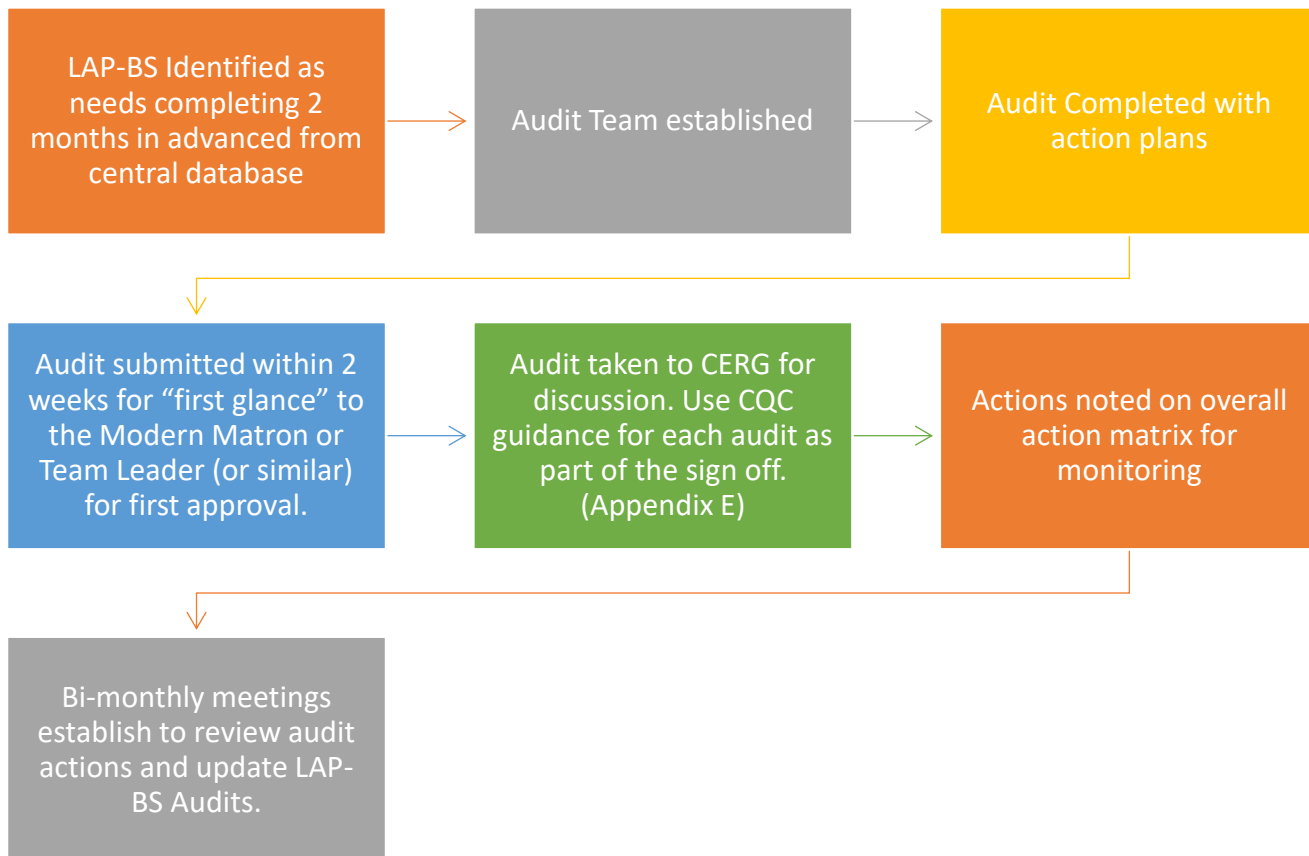 LAP-BS Identified as
needs completing 2
months in advanced from
central database
Audit Team established
Audit Completed with
action plans
Audit submitted within 2
weeks for “first glance” to
the Modern Matron or
Team Leader (or similar)
for first approval.
Audit taken to CERG for
discussion. Use CQC
guidance for each audit as
part of the sign off.
(Appendix E)
Actions noted on overall
action matrix for
monitoring
Bi-monthly meetings
establish to review audit
actions and update LAP-
BS Audits.